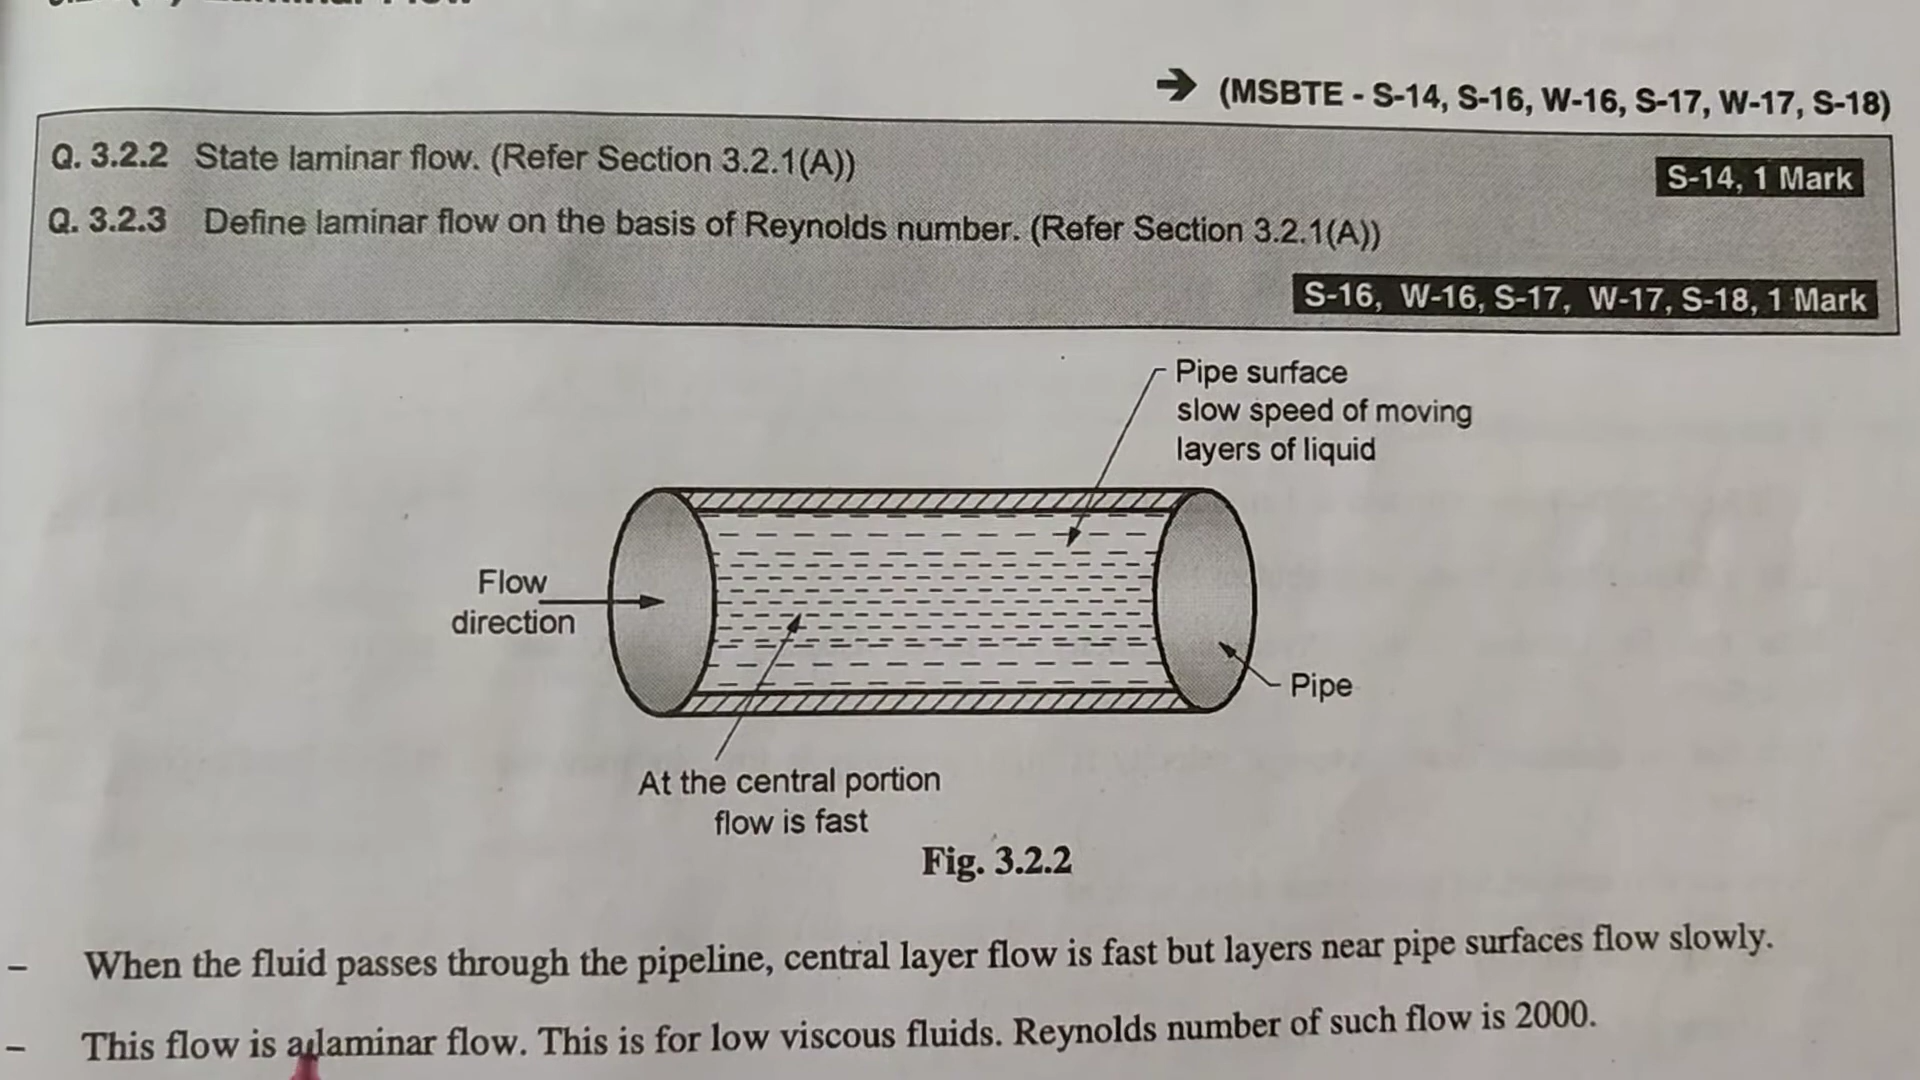 (MSBTE - S-14, S-16, W-16, S-17, W-17, S-18)
Q. 3.2.2 State laminar flow. (Refer Section 3.2.1(A))
S-14, 1 Mark
Q. 3.2.3 Define laminar flow on the basis of Reynolds number. (Refer Section 3.2.1(A))
S-16, W-16, S-17, W-17, S-18, 1 Mark
Pipe surface
slow speed of moving
layers of liquid
Flow
direction
Pipe
At the central portion
flow is fast
Fig. 3.2.2
– When the fluid passes through the pipeline, central layer flow is fast but layers near pipe surfaces flow slowly.
– This flow is a laminar flow. This is for low viscous fluids. Reynolds number of such flow is 2000.